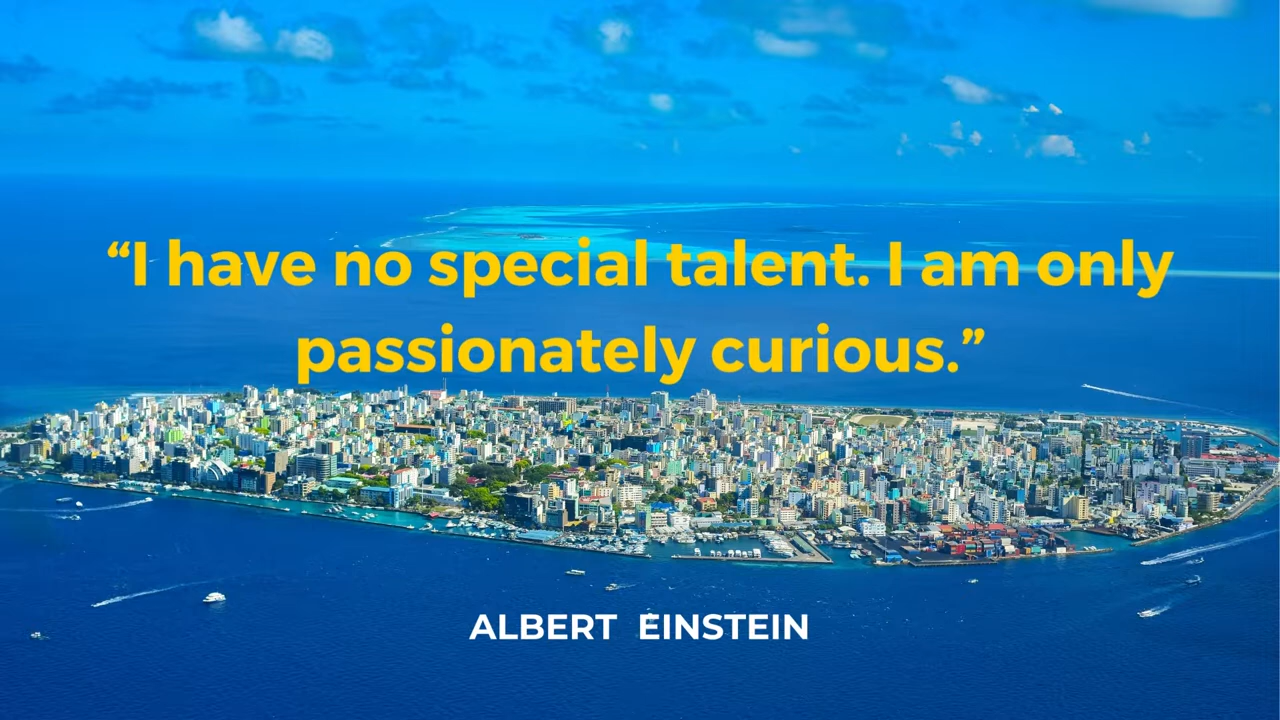 “I have no special talent. I am only
passionately curious.”
ALBERT EINSTEIN